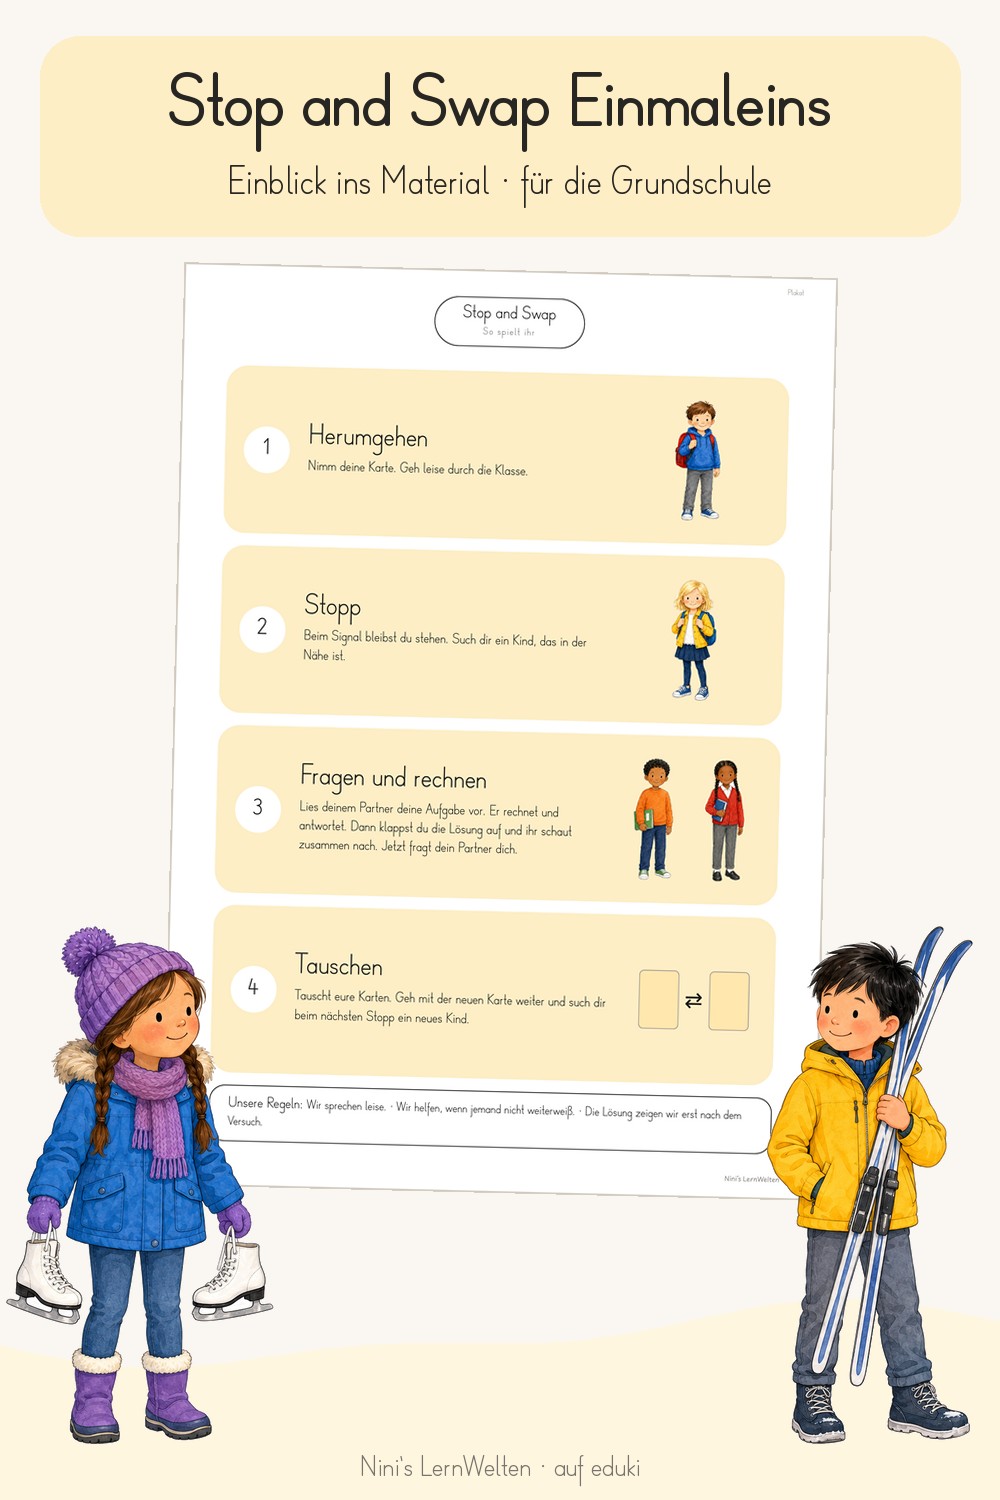 Stop and Swap Einmaleins
Einblick ins Material · für die Grundschule
Plakat
Stop and Swap
So spielt ihr
1
Herumgehen
Nimm deine Karte. Geh leise durch die Klasse.
2
Stopp
Beim Signal bleibst du stehen. Such dir ein Kind, das in der
Nähe ist.
3
Fragen und rechnen
Lies deinem Partner deine Aufgabe vor. Er rechnet und
antwortet. Dann klappst du die Lösung auf und ihr schaut
zusammen nach. Jetzt fragt dein Partner dich.
4
Tauschen
Tauscht eure Karten. Geh mit der neuen Karte weiter und such dir
beim nächsten Stopp ein neues Kind.
Unsere Regeln: Wir sprechen leise. · Wir helfen, wenn jemand nicht weiterweiß. · Die Lösung zeigen wir erst nach dem
Versuch.
Nini's LernWelten
Nini's LernWelten · auf eduki